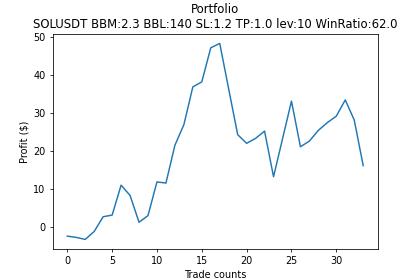 Portfolio
SOLUSDT BBM:2.3 BBL:140 SL:1.2 TP:1.0 lev:10 WinRatio:62.0
50
40
30
20
10
0
Profit ($)
0 5 10 15 20 25 30
Trade counts